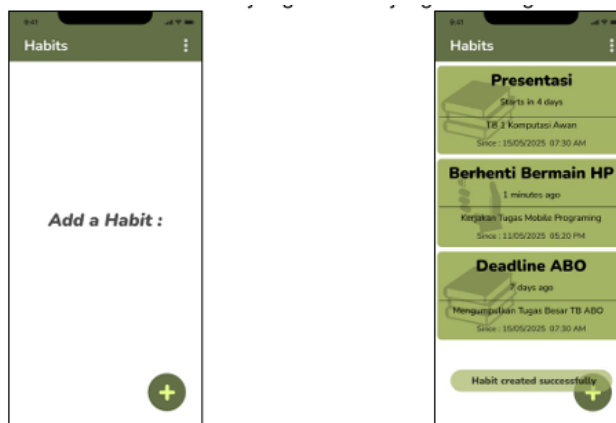 9:41
Habits
Add a Habit :
9:41
Habits
Presentasi
Starts in 4 days
TB 1 Komputasi Awan
Since : 15/05/2025 07:30 AM
Berhenti Bermain HP
1 minutes ago
Kerjakan Tugas Mobile Programing
Since : 11/05/2025 05:20 PM
Deadline ABO
7 days ago
Mengumpulkan Tugas Besar TB ABO
Since : 15/05/2025 07:30 AM
Habit created successfully